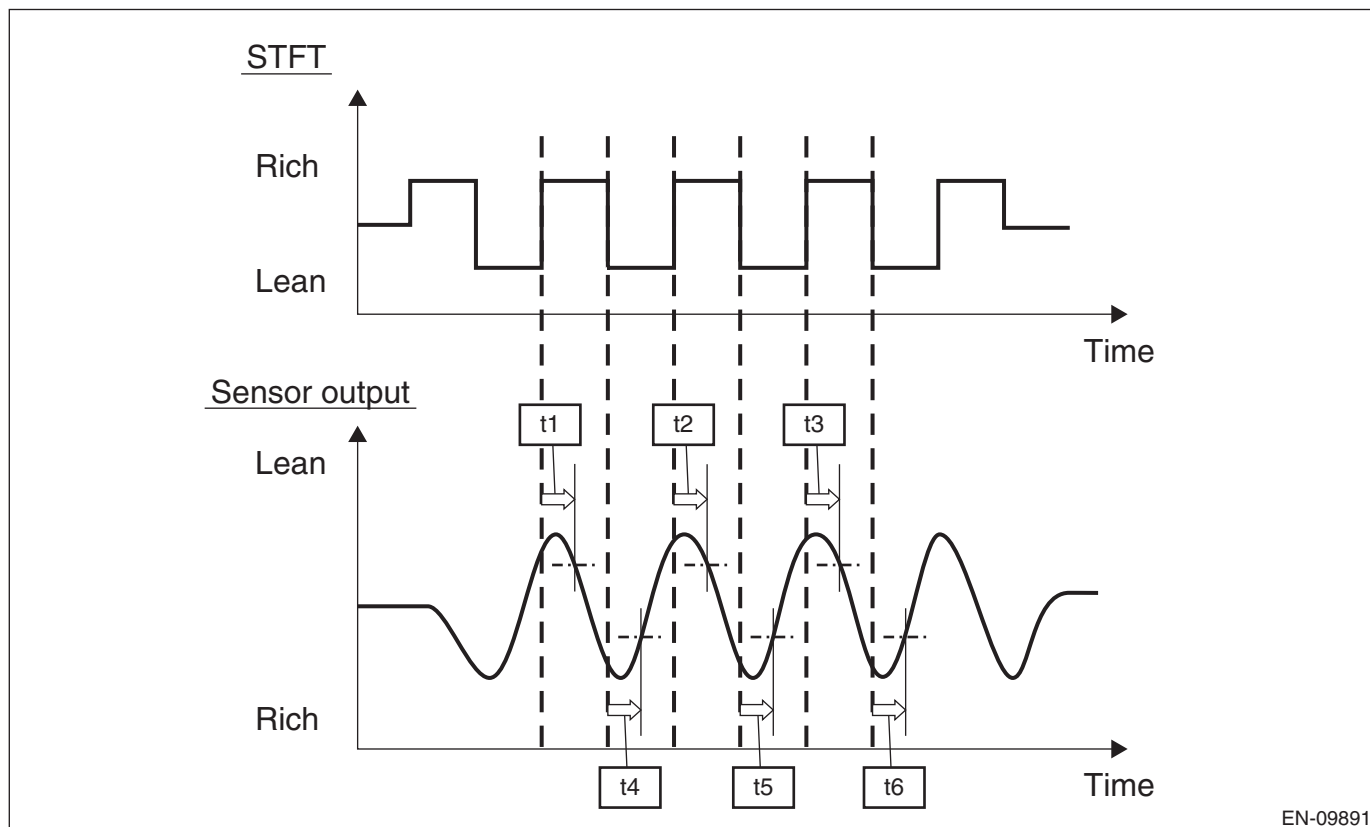 STFT
Rich
Lean
Time
Sensor output
t1
t2
t3
Lean
Rich
t4
t5
t6
Time
EN-09891